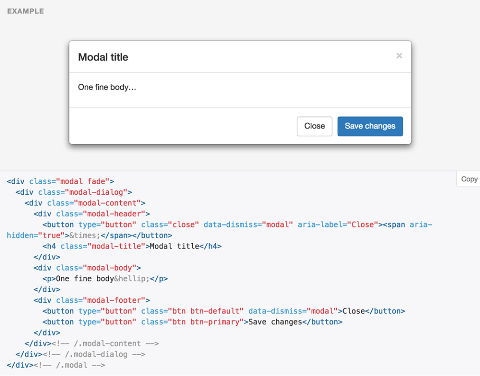 EXAMPLE
Modal title ×
One fine body…
Close Save changes
Copy
<div class="modal fade">
  <div class="modal-dialog">
    <div class="modal-content">
      <div class="modal-header">
        <button type="button" class="close" data-dismiss="modal" aria-label="Close"><span aria-
hidden="true">&times;</span></button>
        <h4 class="modal-title">Modal title</h4>
      </div>
      <div class="modal-body">
        <p>One fine body&hellip;</p>
      </div>
      <div class="modal-footer">
        <button type="button" class="btn btn-default" data-dismiss="modal">Close</button>
        <button type="button" class="btn btn-primary">Save changes</button>
      </div>
    </div><!-- /.modal-content -->
  </div><!-- /.modal-dialog -->
</div><!-- /.modal -->